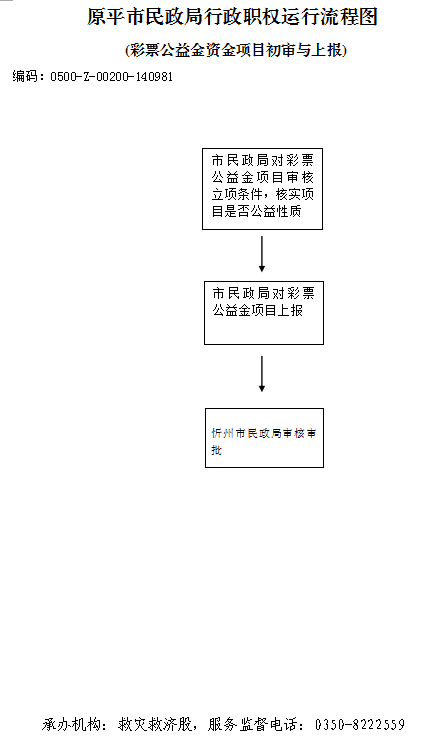 原平市民政局行政职权运行流程图
(彩票公益金资金项目初审与上报)
编码：0500-Z-00200-140981
市民政局对彩票
公益金项目审核
立项条件，核实项
目是否公益性质
市民政局对彩票
公益金项目上报
忻州市民政局审核审
批
承办机构：救灾救济股，服务监督电话：0350-8222559